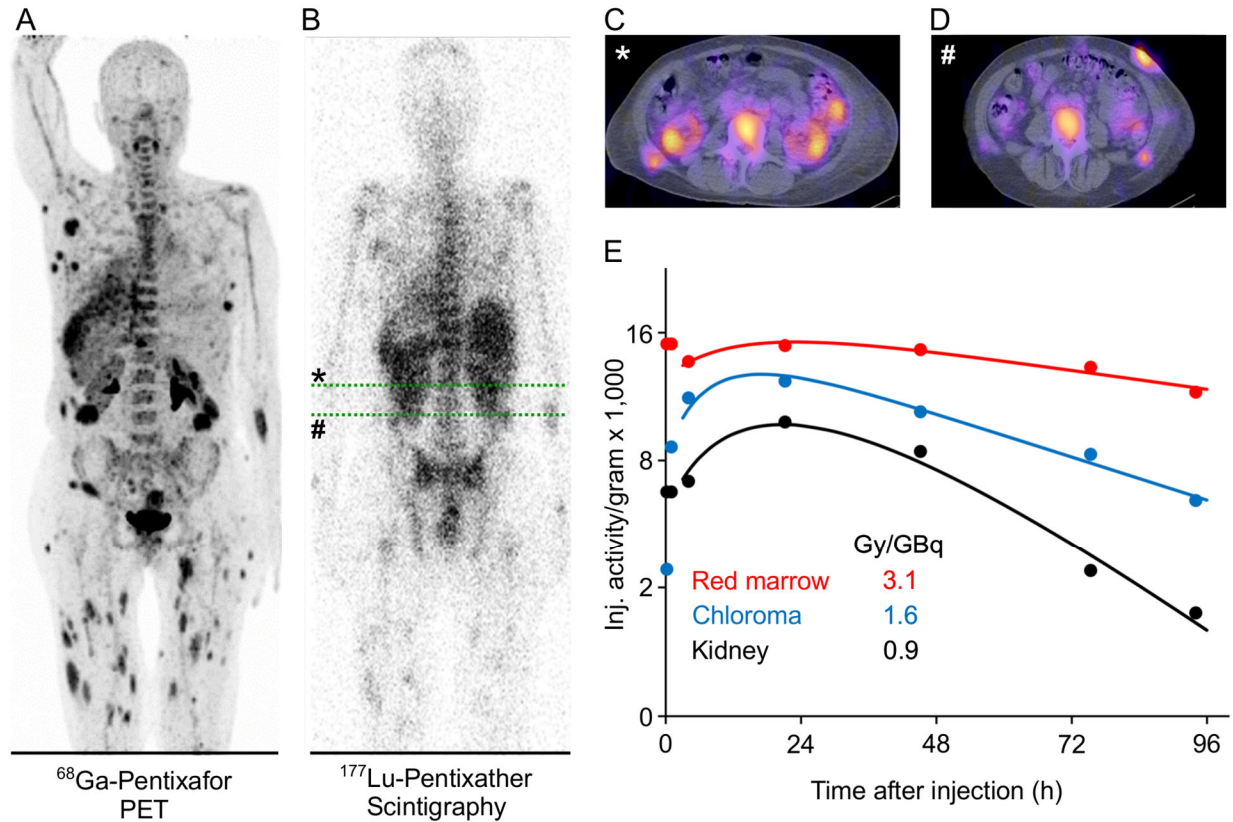 A
B
C
D
*
#
*
#
E
16
8
2
0
0
24
48
72
96
Inj. activity/gram x 1,000
Gy/GBq
Red marrow 3.1
Chloroma 1.6
Kidney 0.9
Time after injection (h)
⁶⁸Ga-Pentixafor
PET
¹⁷⁷Lu-Pentixather
Scintigraphy